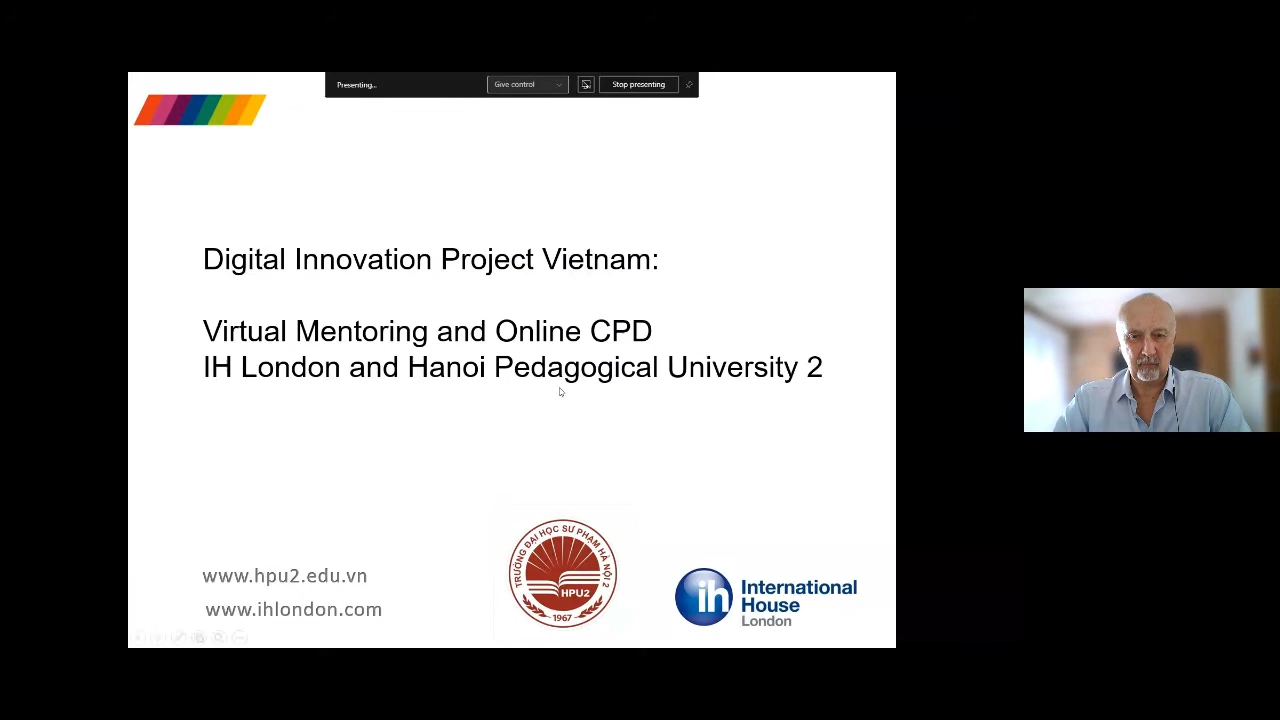 Presenting...
Give control
Stop presenting
Digital Innovation Project Vietnam:
Virtual Mentoring and Online CPD
IH London and Hanoi Pedagogical University 2
www.hpu2.edu.vn
www.ihlondon.com
TRƯỜNG ĐẠI HỌC SƯ PHẠM HÀ NỘI 2
HPU2
1967
ih
International
House
London